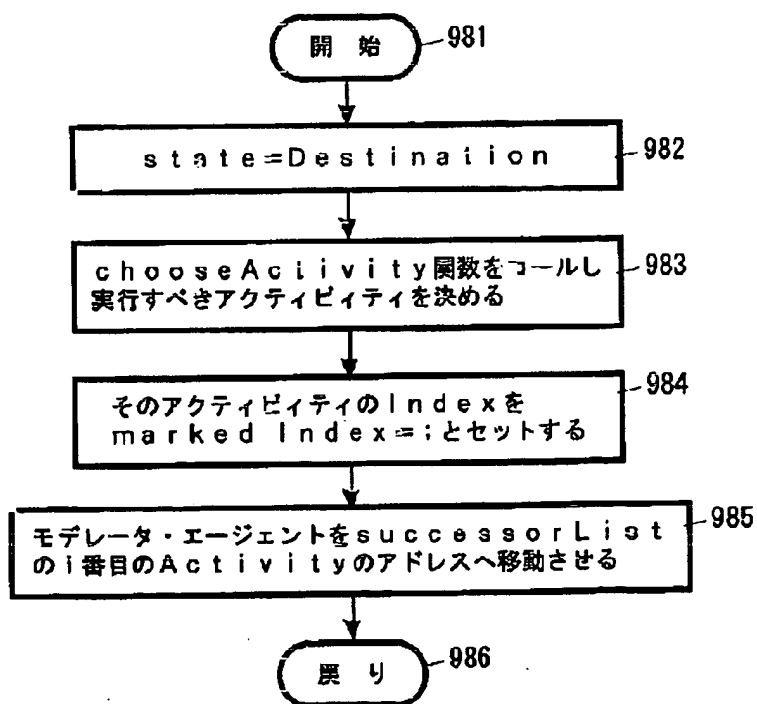 開 始
981
state=Destination
982
chooseActivity関数をコールし
実行すべきアクティビィティを決める
983
そのアクティビィティのIndexを
marked Index=iとセットする
984
モデレータ・エージェントをsuccessorList
のi番目のActivityのアドレスへ移動させる
985
戻 り
986